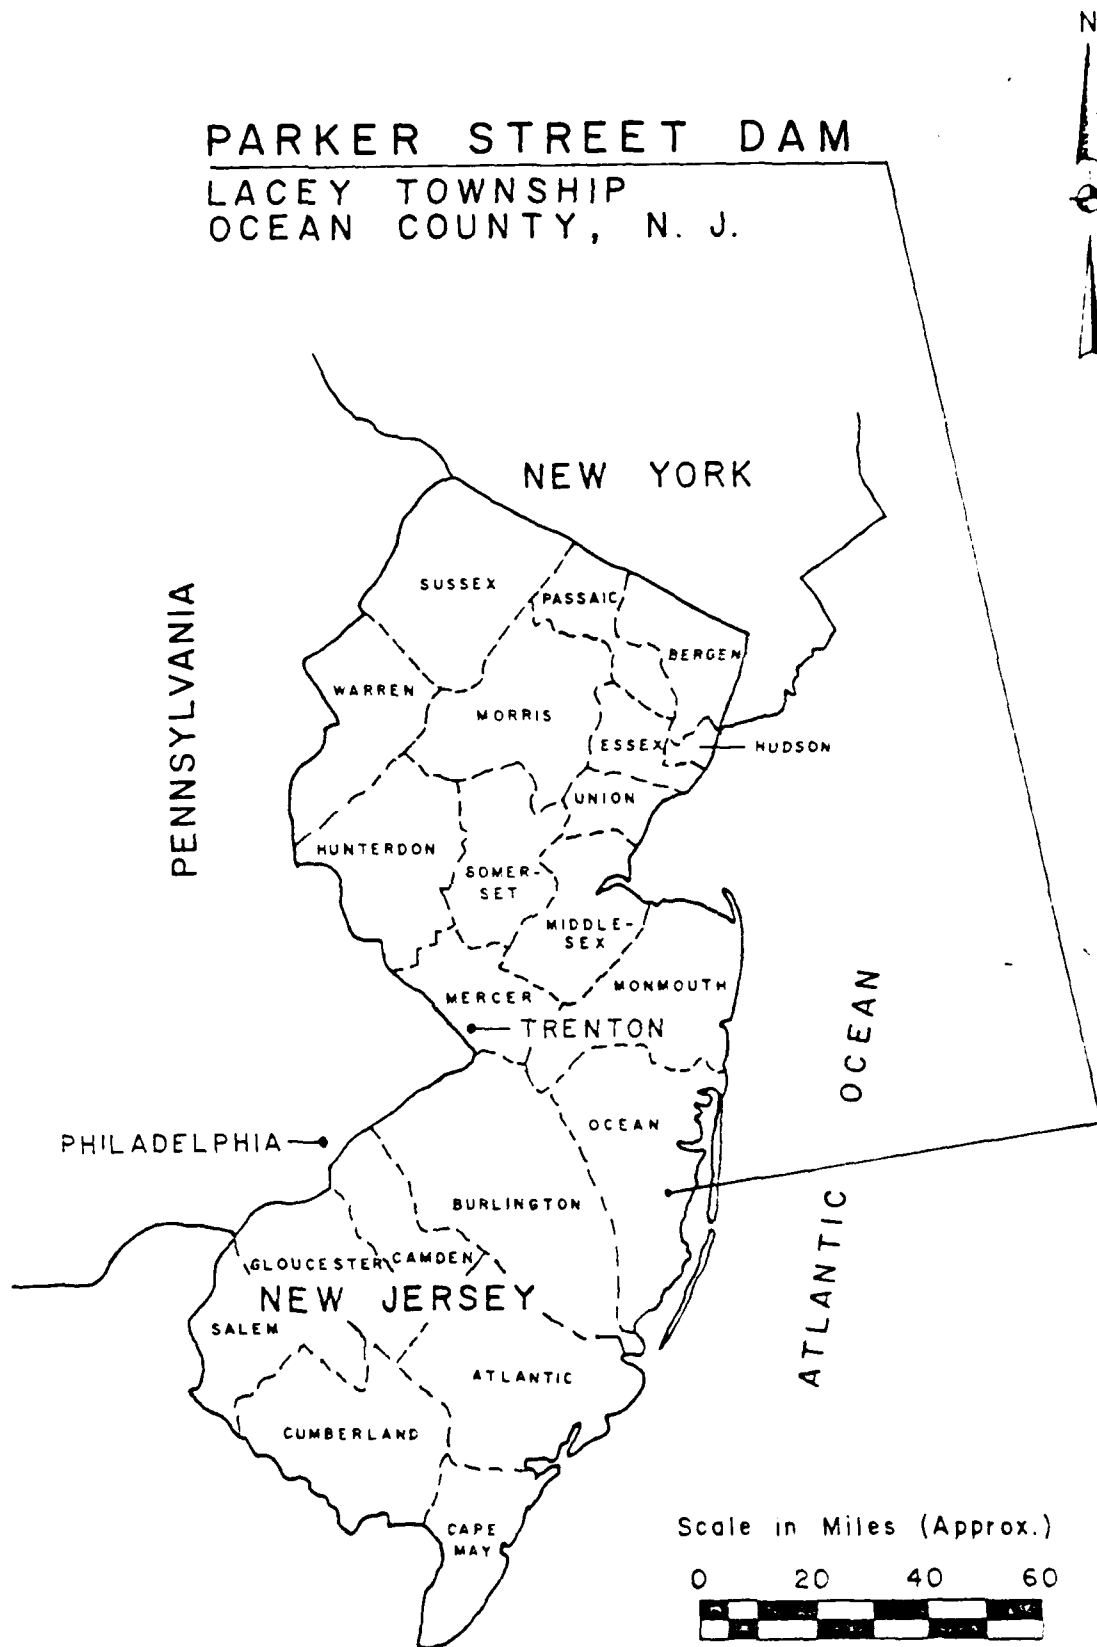 N
PARKER STREET DAM
LACEY TOWNSHIP
OCEAN COUNTY, N. J.
NEW YORK
PENNSYLVANIA
SUSSEX
PASSAIC
BERGEN
WARREN
MORRIS
ESSEX
HUDSON
UNION
HUNTERDON
SOMER-
SET
MIDDLE-
SEX
MERCER
MONMOUTH
TRENTON
ATLANTIC OCEAN
OCEAN
PHILADELPHIA
BURLINGTON
GLOUCESTER
CAMDEN
NEW JERSEY
SALEM
ATLANTIC
CUMBERLAND
CAPE
MAY
Scale in Miles (Approx.)
0 20 40 60